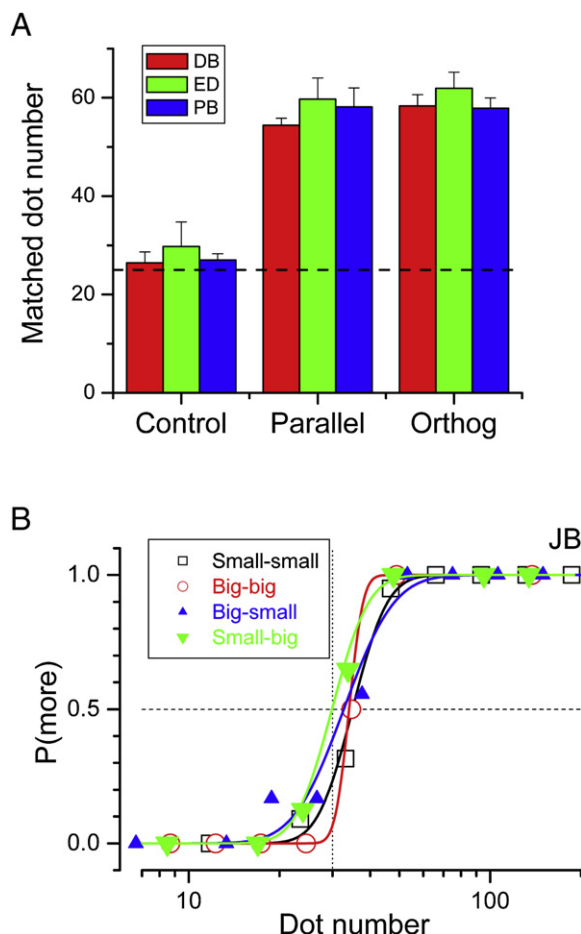 A
Matched dot number
60
40
20
0
DB
ED
PB
Control Parallel Orthog
B
JB
P(more)
1.0
0.5
0.0
Small-small
Big-big
Big-small
Small-big
10 100
Dot number